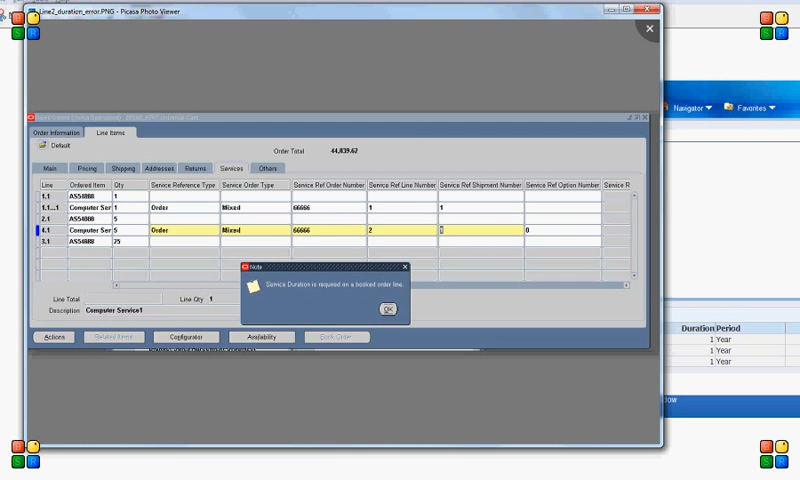 Line2_duration_error.PNG - Picasa Photo Viewer
Navigator
Favorites
Order Information
Line Items
Default
Order Total
44,839.62
Main
Pricing
Shipping
Addresses
Returns
Services
Others
Line Ordered Item Qty Service Reference Type Service Order Type Service Ref Order Number Service Ref Line Number Service Ref Shipment Number Service Ref Option Number Service R
1.1 AS54888 1
1.1...1 Computer Ser 1 Order Mixed 66666 1 1
2.1 AS54888 5
4.1 Computer Ser 5 Order Mixed 66666 2 1 0
3.1 AS54888 25
Note
Service Duration is required on a booked order line.
OK
Line Total
Line Qty 1
Description Computer Service1
Actions
Related Items
Configurator
Availability
Book Order
Duration Period
1 Year
1 Year
1 Year
dow